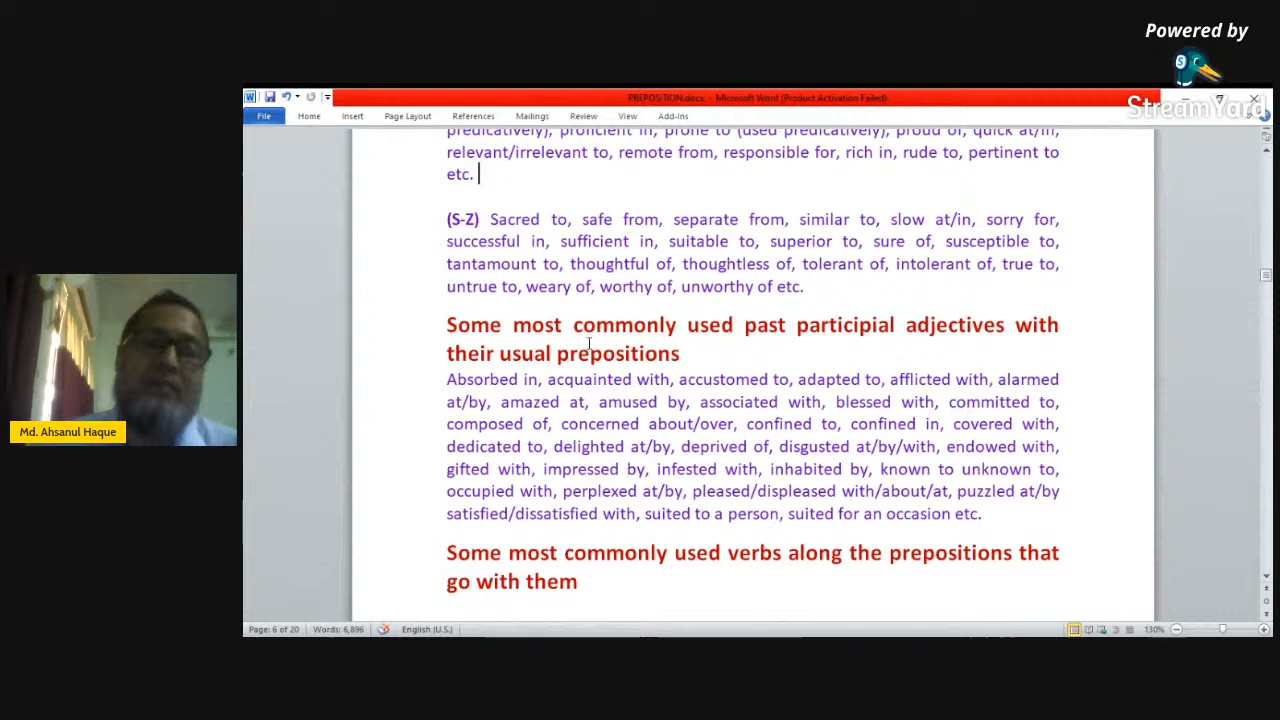 Powered by
S
StreamYard
PREPOSITION.docx - Microsoft Word (Product Activation Failed)
File Home Insert Page Layout References Mailings Review View Add-Ins
predicatively), proficient in, prone to (used predicatively), proud of, quick at/in,
relevant/irrelevant to, remote from, responsible for, rich in, rude to, pertinent to
etc.
(S-Z) Sacred to, safe from, separate from, similar to, slow at/in, sorry for,
successful in, sufficient in, suitable to, superior to, sure of, susceptible to,
tantamount to, thoughtful of, thoughtless of, tolerant of, intolerant of, true to,
untrue to, weary of, worthy of, unworthy of etc.
Some most commonly used past participial adjectives with
their usual prepositions
Absorbed in, acquainted with, accustomed to, adapted to, afflicted with, alarmed
at/by, amazed at, amused by, associated with, blessed with, committed to,
composed of, concerned about/over, confined to, confined in, covered with,
dedicated to, delighted at/by, deprived of, disgusted at/by/with, endowed with,
gifted with, impressed by, infested with, inhabited by, known to unknown to,
occupied with, perplexed at/by, pleased/displeased with/about/at, puzzled at/by
satisfied/dissatisfied with, suited to a person, suited for an occasion etc.
Some most commonly used verbs along the prepositions that
go with them
Md. Ahsanul Haque
Page: 6 of 20 Words: 6,896 English (U.S.) 130%